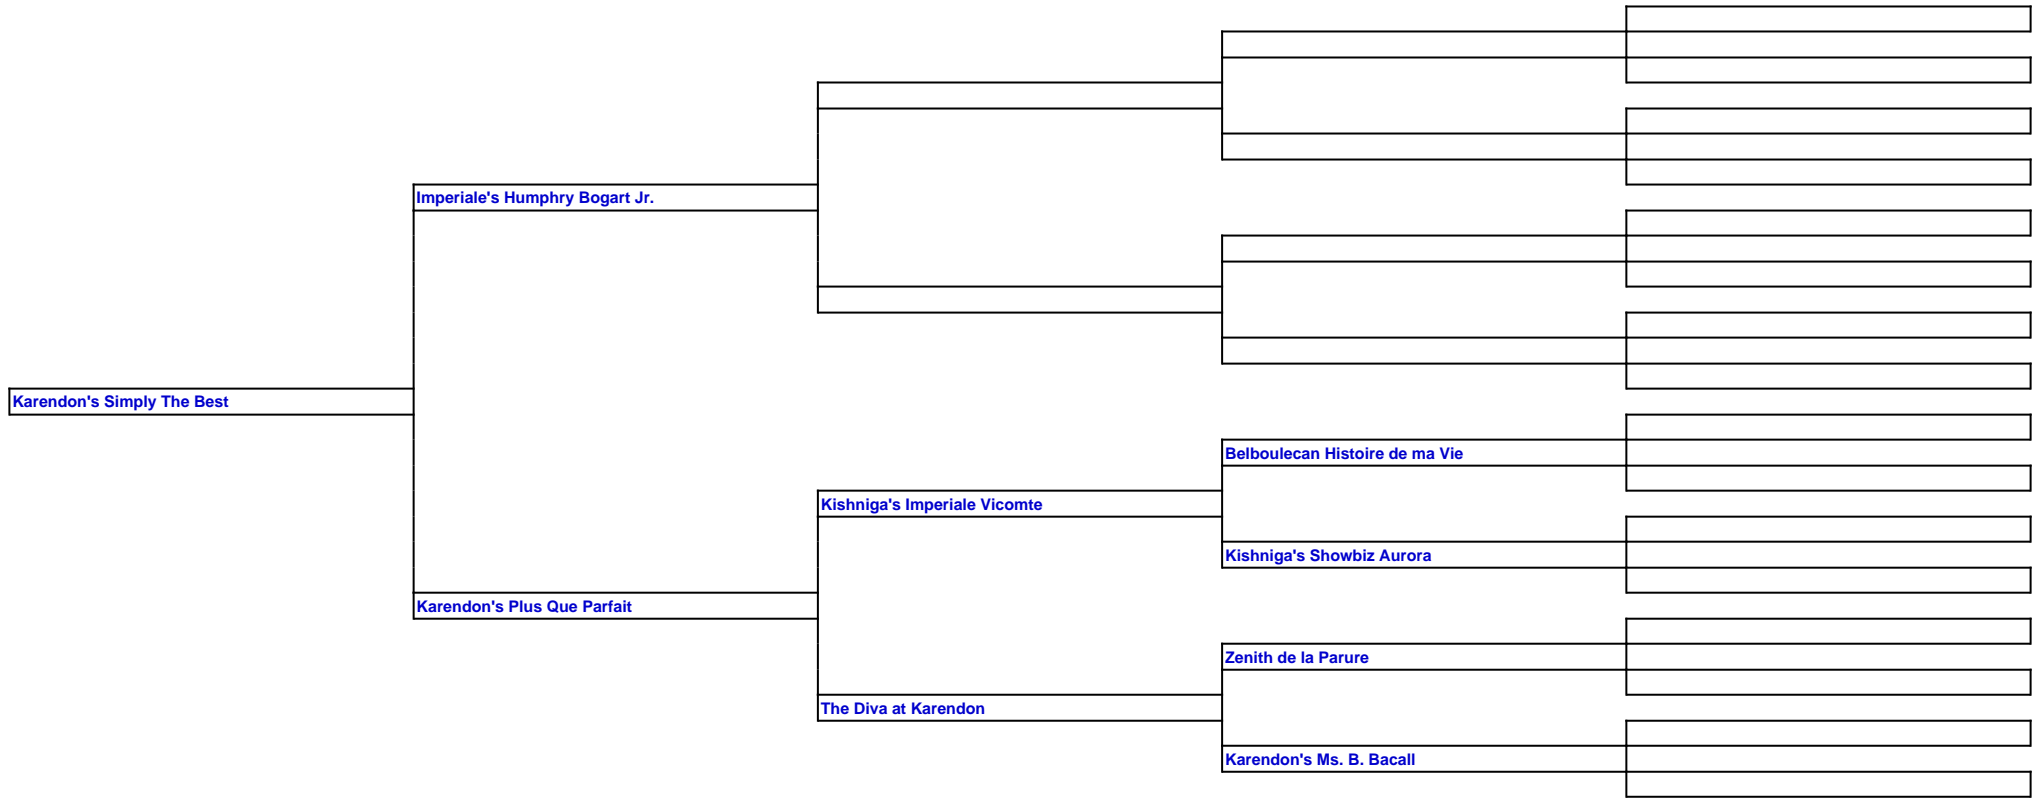 Imperiale's Humphry Bogart Jr.
Karendon's Simply The Best
Belboulecan Histoire de ma Vie
Kishniga's Imperiale Vicomte
Kishniga's Showbiz Aurora
Karendon's Plus Que Parfait
Zenith de la Parure
The Diva at Karendon
Karendon's Ms. B. Bacall